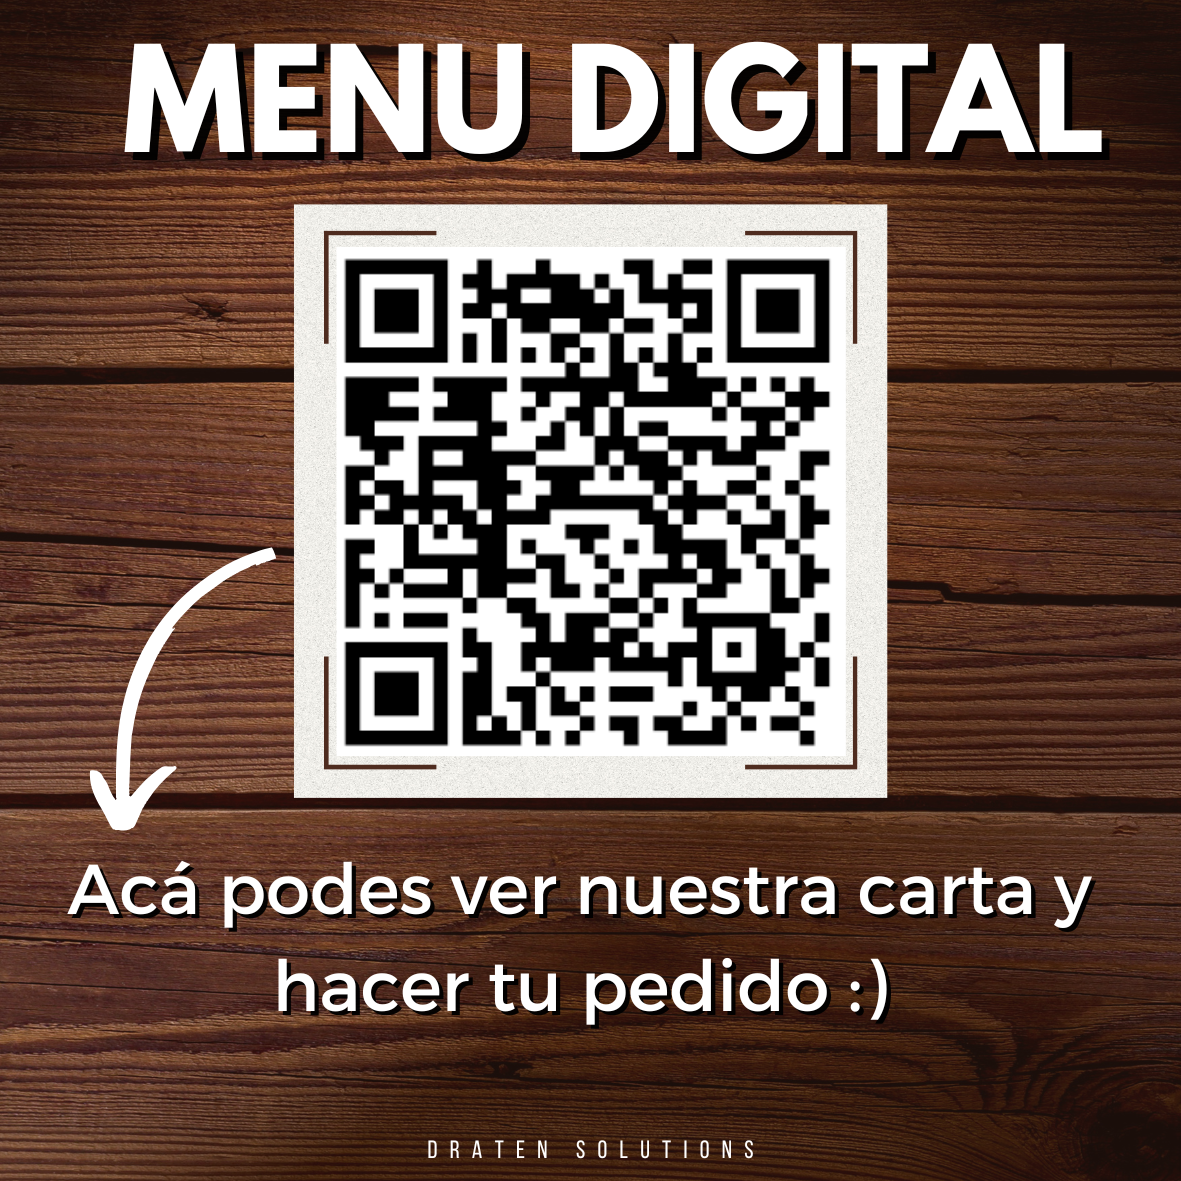 MENU DIGITAL
Acá podes ver nuestra carta y
hacer tu pedido :)
DRATEN SOLUTIONS